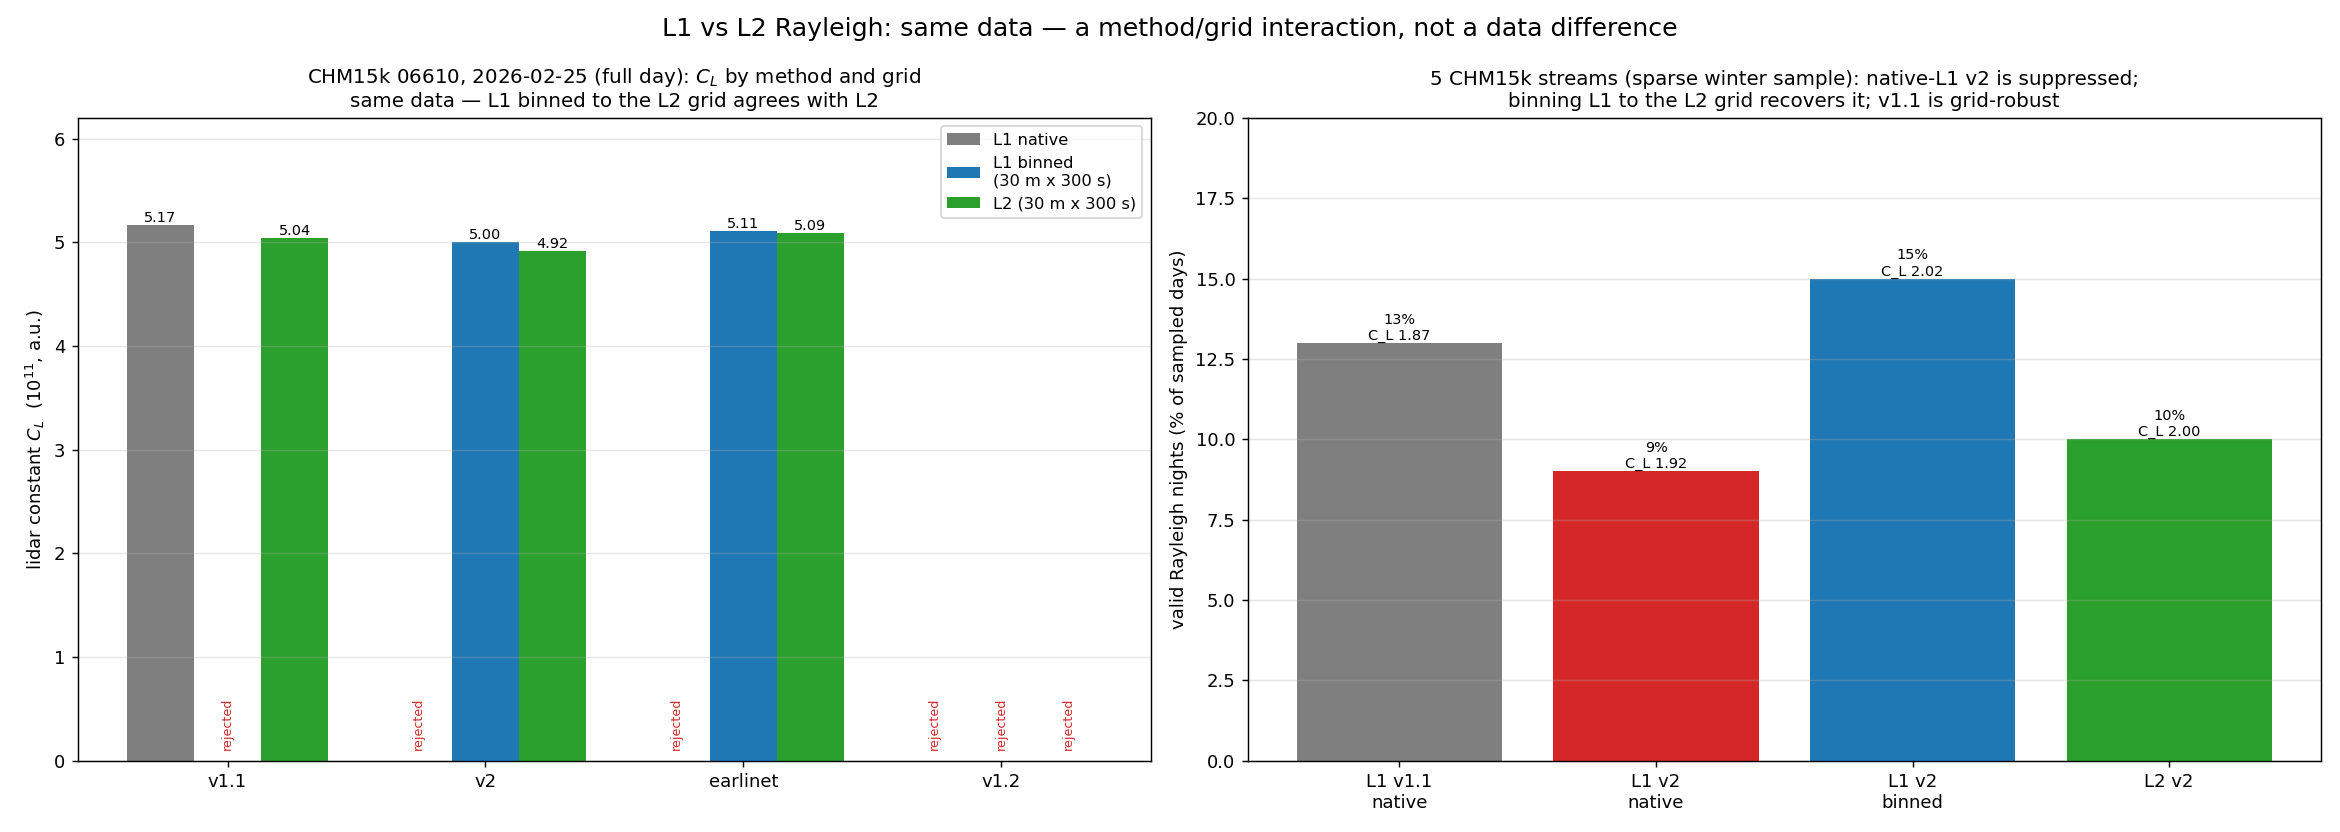 L1 vs L2 Rayleigh: same data — a method/grid interaction, not a data difference
CHM15k 06610, 2026-02-25 (full day): C_L by method and grid
same data — L1 binned to the L2 grid agrees with L2
lidar constant C_L (10^11, a.u.)
6
5
4
3
2
1
0
L1 native
L1 binned
(30 m x 300 s)
L2 (30 m x 300 s)
5.17
5.04
5.00
4.92
5.11
5.09
rejected
rejected
rejected
rejected
rejected
rejected
v1.1
v2
earlinet
v1.2
5 CHM15k streams (sparse winter sample): native-L1 v2 is suppressed;
binning L1 to the L2 grid recovers it; v1.1 is grid-robust
valid Rayleigh nights (% of sampled days)
20.0
17.5
15.0
12.5
10.0
7.5
5.0
2.5
0.0
13%
C_L 1.87
9%
C_L 1.92
15%
C_L 2.02
10%
C_L 2.00
L1 v1.1
native
L1 v2
native
L1 v2
binned
L2 v2